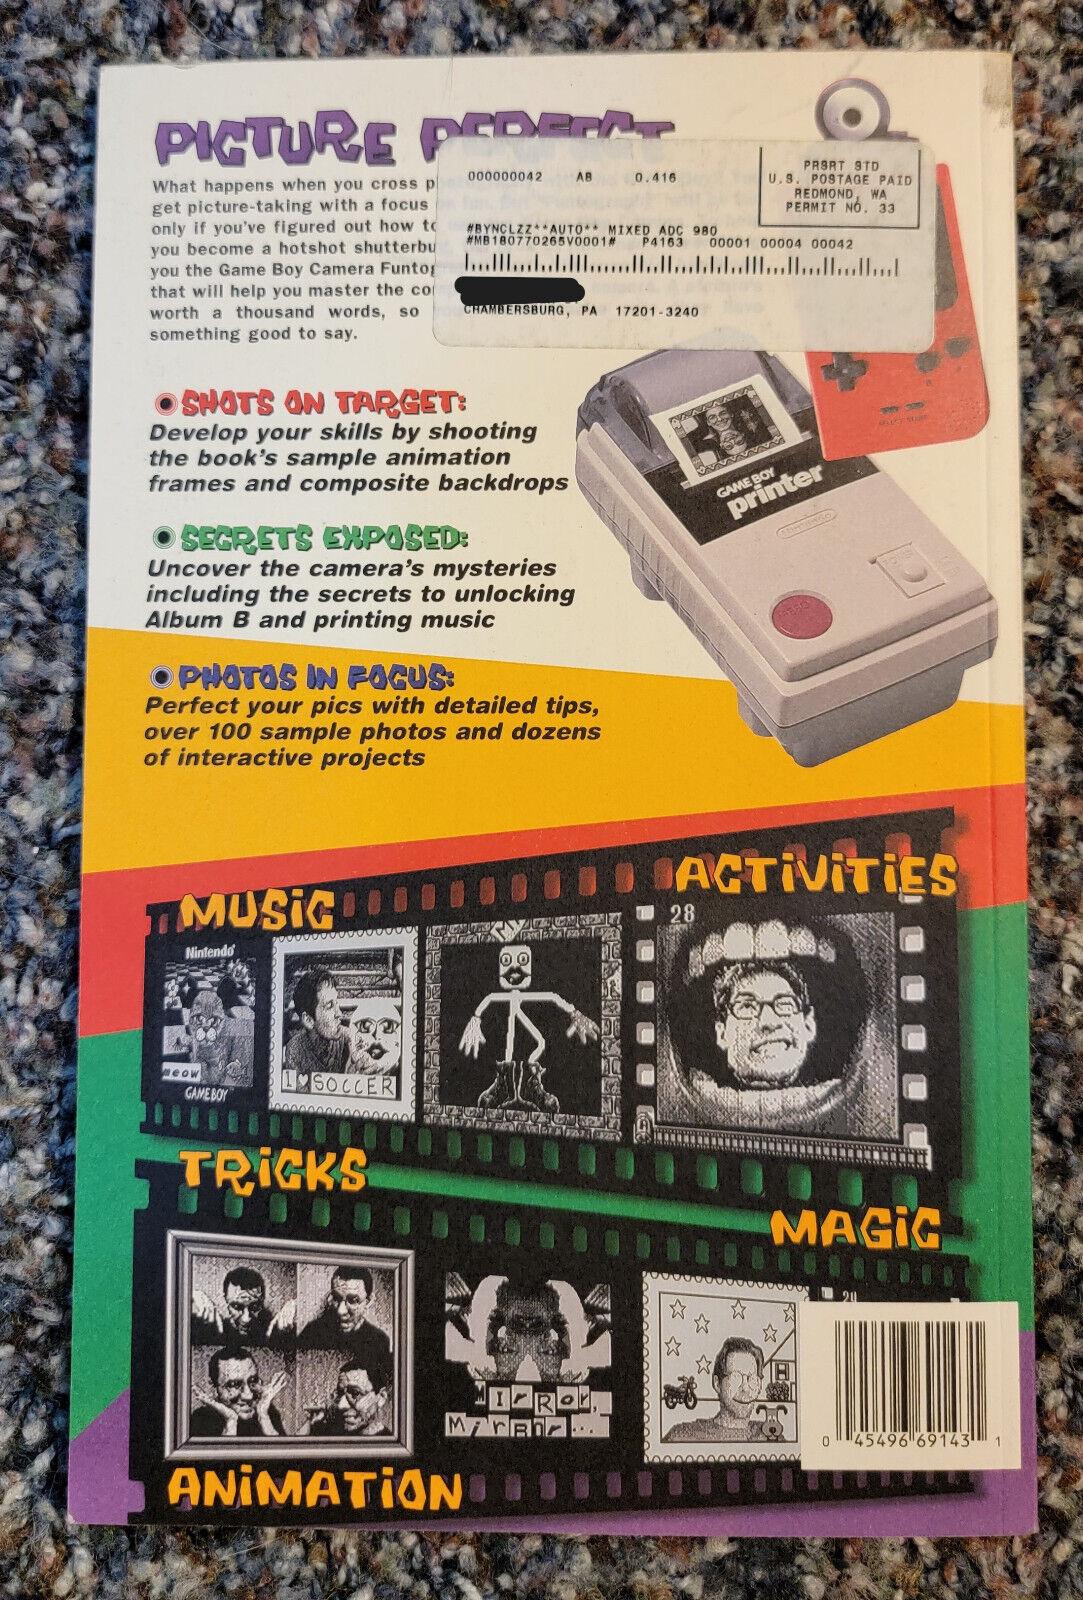 PICTURE PERFECT
What happens when you cross p
get picture-taking with a focus
only if you've figured out how to
you become a hotshot shutterbu
you the Game Boy Camera Funtog
that will help you master the co
worth a thousand words, so
something good to say.
000000042 AB 0.416
PRSRT STD
U.S. POSTAGE PAID
REDMOND, WA
PERMIT NO. 33
#BYNCLZZ**AUTO** MIXED ADC 980
#MB180770265V0001# P4163 00001 00004 00042
CHAMBERSBURG, PA 17201-3240
SELECT START
SHOTS ON TARGET:
Develop your skills by shooting
the book's sample animation
frames and composite backdrops
GAME BOY
printer
Nintendo
SECRETS EXPOSED:
Uncover the camera's mysteries
including the secrets to unlocking
Album B and printing music
PHOTOS IN FOCUS:
Perfect your pics with detailed tips,
over 100 sample photos and dozens
of interactive projects
MUSIC
ACTIVITIES
Nintendo
meow
GAMEBOY
I ♥ SOCCER
28
TRICKS
MAGIC
Mirror,
Mirror...
24
0 45496 69143 1
ANIMATION